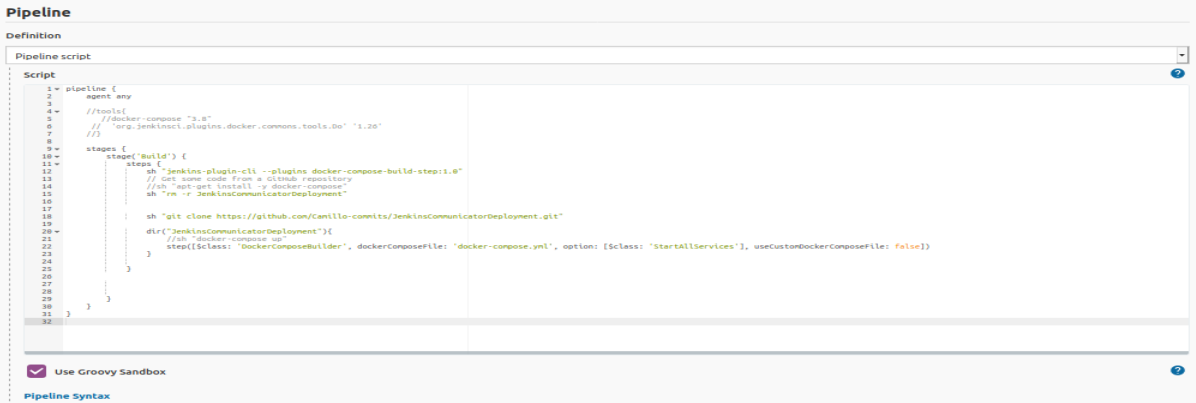 Pipeline
Definition
Pipeline script
Script
1 pipeline {
2 agent any
3
4 //tools{
5 //docker-compose "3.8"
6 // 'org.jenkinsci.plugins.docker.commons.tools.Do' '1.26'
7 //}
8
9 stages {
10 stage('Build') {
11 steps {
12 sh "jenkins-plugin-cli --plugins docker-compose-build-step:1.0"
13 // Get some code from a GitHub repository
14 //sh "apt-get install -y docker-compose"
15 sh "rm -r JenkinsCommunicatorDeployment"
16
17
18 sh "git clone https://github.com/Camillo-commits/JenkinsCommunicatorDeployment.git"
19
20 dir("JenkinsCommunicatorDeployment"){
21 //sh "docker-compose up"
22 step([$class: 'DockerComposeBuilder', dockerComposeFile: 'docker-compose.yml', option: [$class: 'StartAllServices'], useCustomDockerComposeFile: false])
23 }
24
25 }
26
27
28
29 }
30 }
31 }
32
Use Groovy Sandbox
Pipeline Syntax